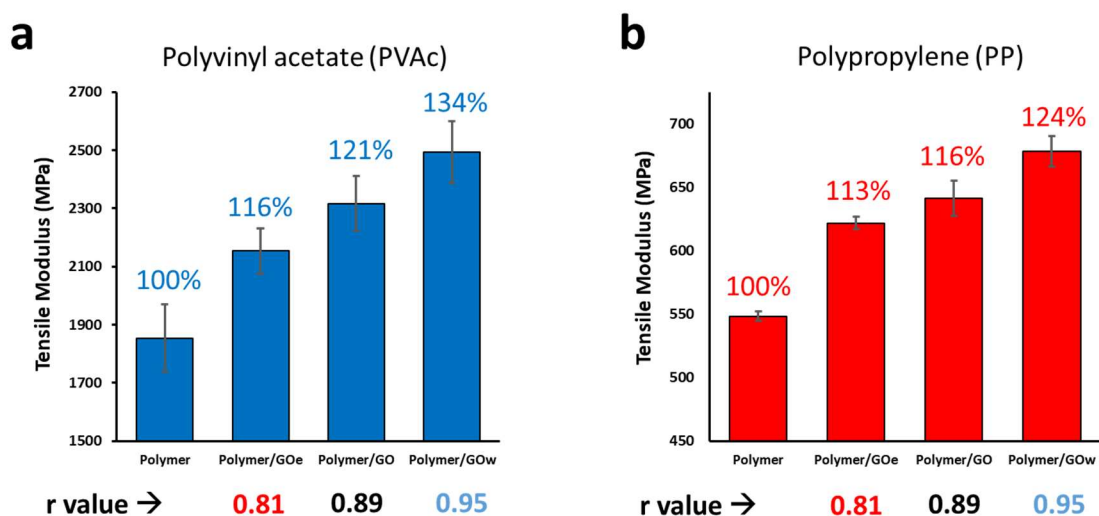 a
Polyvinyl acetate (PVAc)
Tensile Modulus (MPa)
2700
2500
2300
2100
1900
1700
1500
100%
116%
121%
134%
Polymer Polymer/GOe Polymer/GO Polymer/GOw
r value → 0.81 0.89 0.95
b
Polypropylene (PP)
Tensile Modulus (MPa)
700
650
600
550
500
450
100%
113%
116%
124%
Polymer Polymer/GOe Polymer/GO Polymer/GOw
r value → 0.81 0.89 0.95